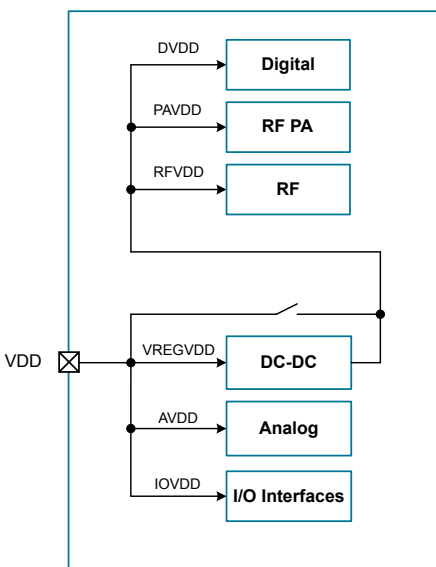 DVDD
Digital
PAVDD
RF PA
RFVDD
RF
VDD
VREGVDD
DC-DC
AVDD
Analog
IOVDD
I/O Interfaces